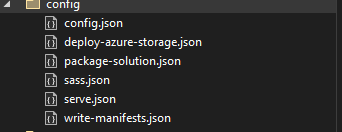 config
config.json
deploy-azure-storage.json
package-solution.json
sass.json
serve.json
write-manifests.json